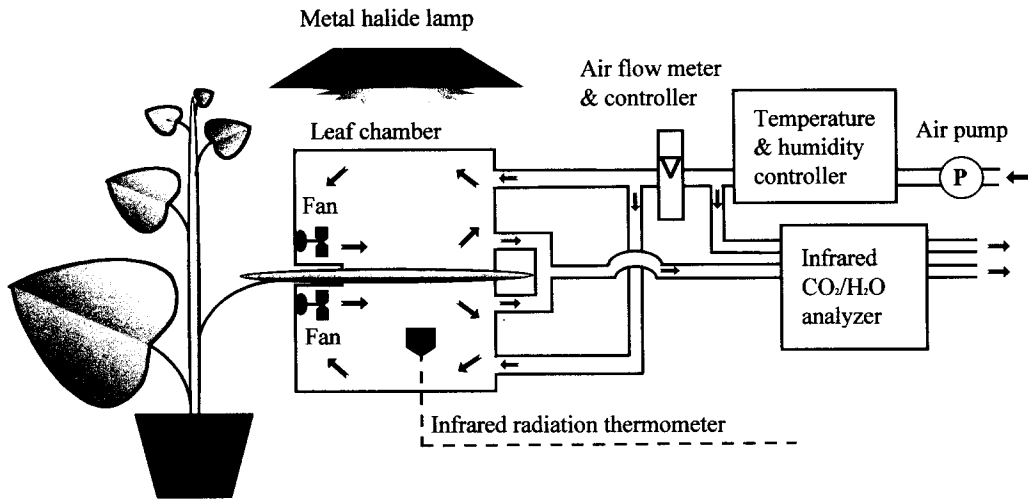 Metal halide lamp
Air flow meter
& controller
Leaf chamber
Temperature
& humidity
controller
Air pump
P
Fan
Infrared
CO₂/H₂O
analyzer
Fan
Infrared radiation thermometer